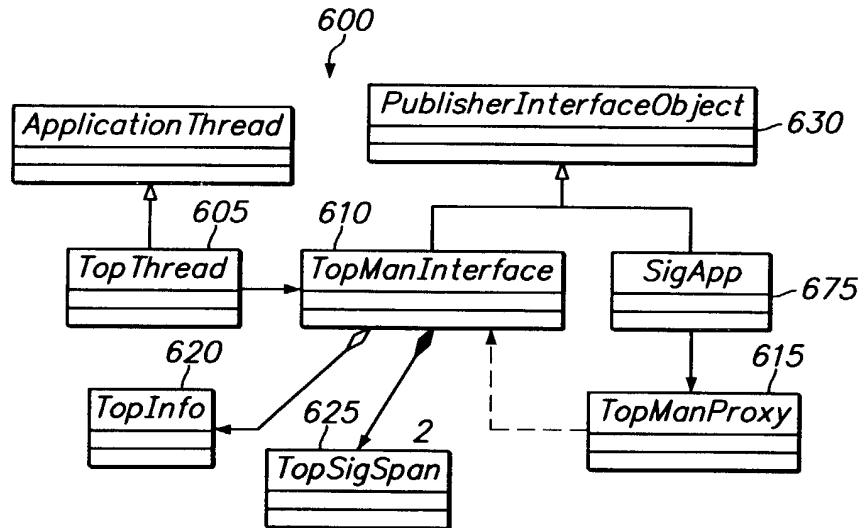 600
PublisherInterfaceObject
630
ApplicationThread
605
610
TopThread
TopManInterface
SigApp
675
620
615
TopInfo
TopManProxy
625
2
TopSigSpan